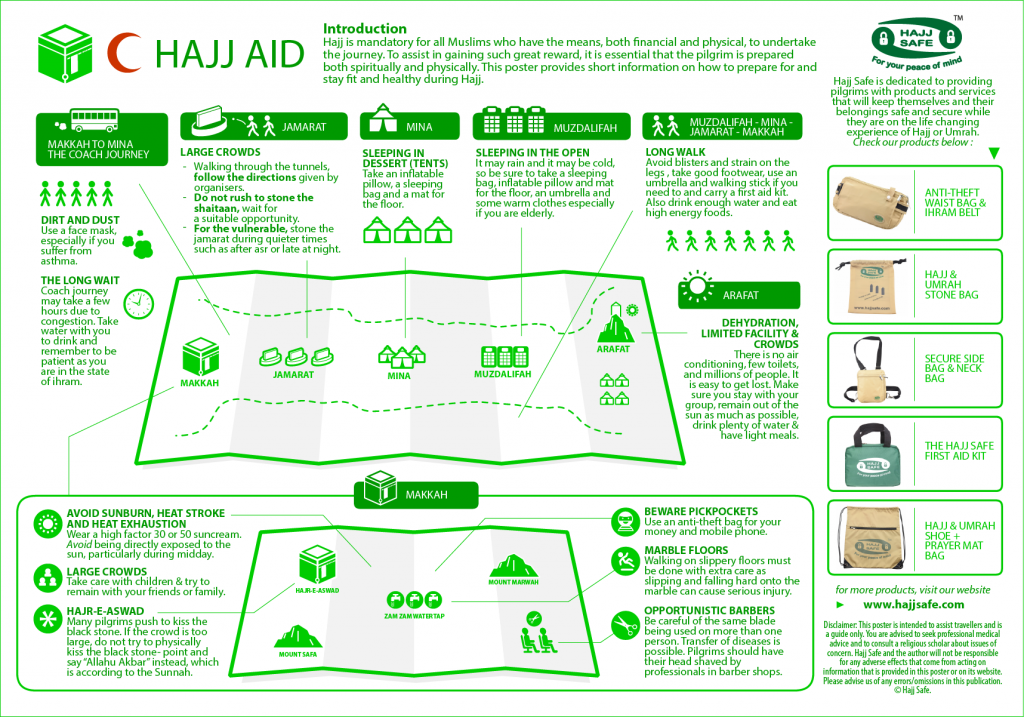 HAJJ AID
Introduction
Hajj is mandatory for all Muslims who have the means, both financial and physical, to undertake
the journey. To assist in gaining such great reward, it is essential that the pilgrim is prepared
both spiritually and physically. This poster provides short information on how to prepare for and
stay fit and healthy during Hajj.
TM
HAJJ
SAFE
For your peace of mind
Hajj Safe is dedicated to providing
pilgrims with products and services
that will keep themselves and their
belongings safe and secure while
they are on the life changing
experience of Hajj or Umrah.
Check our products below :
MAKKAH TO MINA
THE COACH JOURNEY
DIRT AND DUST
Use a face mask,
especially if you
suffer from
asthma.
THE LONG WAIT
Coach journey
may take a few
hours due to
congestion. Take
water with you
to drink and
remember to be
patient as you
are in the state
of ihram.
JAMARAT
LARGE CROWDS
- Walking through the tunnels,
follow the directions given by
organisers.
- Do not rush to stone the
shaitaan, wait for
a suitable opportunity.
- For the vulnerable, stone the
jamarat during quieter times
such as after asr or late at night.
MINA
SLEEPING IN
DESSERT (TENTS)
Take an inflatable
pillow, a sleeping
bag and a mat for
the floor.
MUZDALIFAH
SLEEPING IN THE OPEN
It may rain and it may be cold,
so be sure to take a sleeping
bag, inflatable pillow and mat
for the floor, an umbrella and
some warm clothes especially
if you are elderly.
MUZDALIFAH - MINA -
JAMARAT - MAKKAH
LONG WALK
Avoid blisters and strain on the
legs , take good footwear, use an
umbrella and walking stick if you
need to and carry a first aid kit.
Also drink enough water and eat
high energy foods.
ARAFAT
DEHYDRATION,
LIMITED FACILITY &
CROWDS
There is no air
conditioning, few toilets,
and millions of people. It
is easy to get lost. Make
sure you stay with your
group, remain out of the
sun as much as possible,
drink plenty of water &
have light meals.
MAKKAH
JAMARAT
MINA
MUZDALIFAH
ARAFAT
MAKKAH
AVOID SUNBURN, HEAT STROKE
AND HEAT EXHAUSTION
Wear a high factor 30 or 50 suncream.
Avoid being directly exposed to the
sun, particularly during midday.
LARGE CROWDS
Take care with children & try to
remain with your friends or family.
HAJR-E-ASWAD
Many pilgrims push to kiss the
black stone. If the crowd is too
large, do not try to physically
kiss the black stone- point and
say “Allahu Akbar” instead, which
is according to the Sunnah.
HAJR-E-ASWAD
ZAM ZAM WATER TAP
MOUNT MARWAH
MOUNT SAFA
BEWARE PICKPOCKETS
Use an anti-theft bag for your
money and mobile phone.
MARBLE FLOORS
Walking on slippery floors must
be done with extra care as
slipping and falling hard onto the
marble can cause serious injury.
OPPORTUNISTIC BARBERS
Be careful of the same blade
being used on more than one
person. Transfer of diseases is
possible. Pilgrims should have
their head shaved by
professionals in barber shops.
ANTI-THEFT
WAIST BAG &
IHRAM BELT
HAJJ &
UMRAH
STONE BAG
www.hajjsafe.com
SECURE SIDE
BAG & NECK
BAG
HAJJ
SAFE
THE HAJJ SAFE
FIRST AID KIT
HAJJ & UMRAH
SHOE +
PRAYER MAT
BAG
for more products, visit our website
www.hajjsafe.com
Disclaimer: This poster is intended to assist travellers and is
a guide only. You are advised to seek professional medical
advice and to consult a religious scholar about issues of
concern. Hajj Safe and the author will not be responsible
for any adverse effects that come from acting on
information that is provided in this poster or on its website.
Please advise us of any errors/omissions in this publication.
© Hajj Safe.